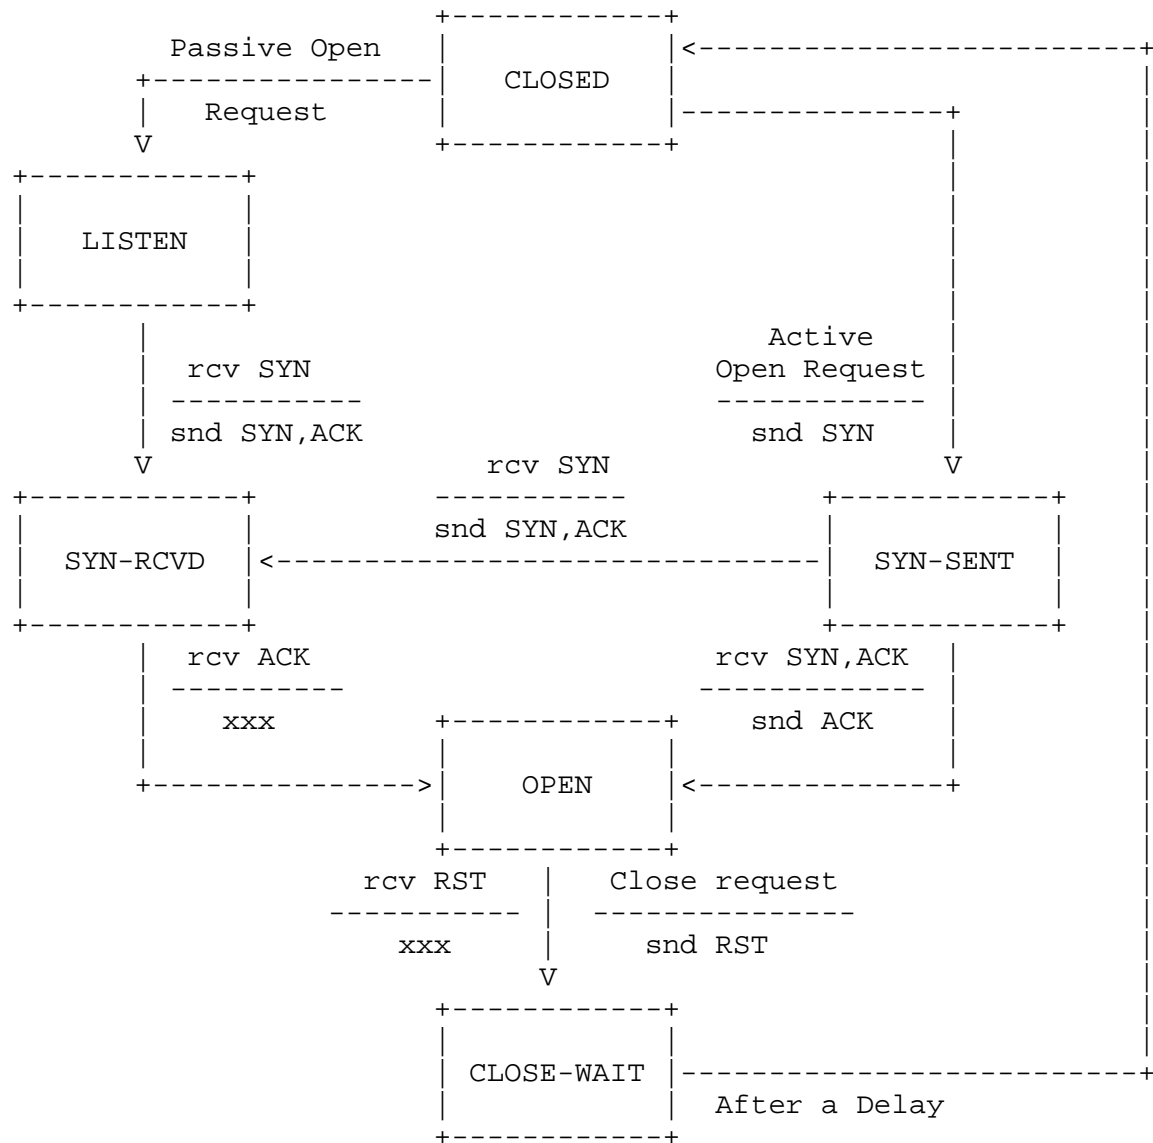 Passive Open
CLOSED
Request
LISTEN
Active
rcv SYN Open Request
snd SYN,ACK snd SYN
rcv SYN
snd SYN,ACK
SYN-RCVD SYN-SENT
rcv ACK rcv SYN,ACK
xxx snd ACK
OPEN
rcv RST Close request
xxx snd RST
CLOSE-WAIT
After a Delay